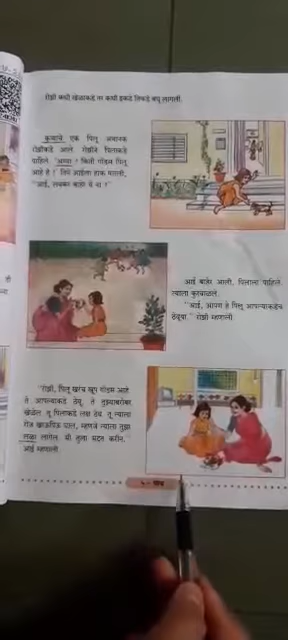 रोझी कधी खेळाकडे तर कधी इकडे तिकडे बघू लागली.
कुत्र्याचे एक पिलू अचानक
रोझीकडे आले. रोझीने पिलाकडे
पाहिले. 'अय्या ! किती गोंडस पिलू
आहे हे !' तिने आईला हाक मारली,
"आई, लवकर बाहेर ये ना !"
आई बाहेर आली. पिलाला पाहिले.
त्याला कुरवाळले.
"आई, आपण हे पिलू आपल्याकडेच
ठेवूया." रोझी म्हणाली.
"रोझी, पिलू खरंच खूप गोंडस आहे.
ते आपल्याकडे ठेवू. ते तुझ्याबरोबर
खेळेल. तू पिलाकडे लक्ष ठेव. तू त्याला
रोज खाऊपिऊ घाल, म्हणजे त्याला तुझा
लळा लागेल. मी तुला मदत करीन."
आई म्हणाली.